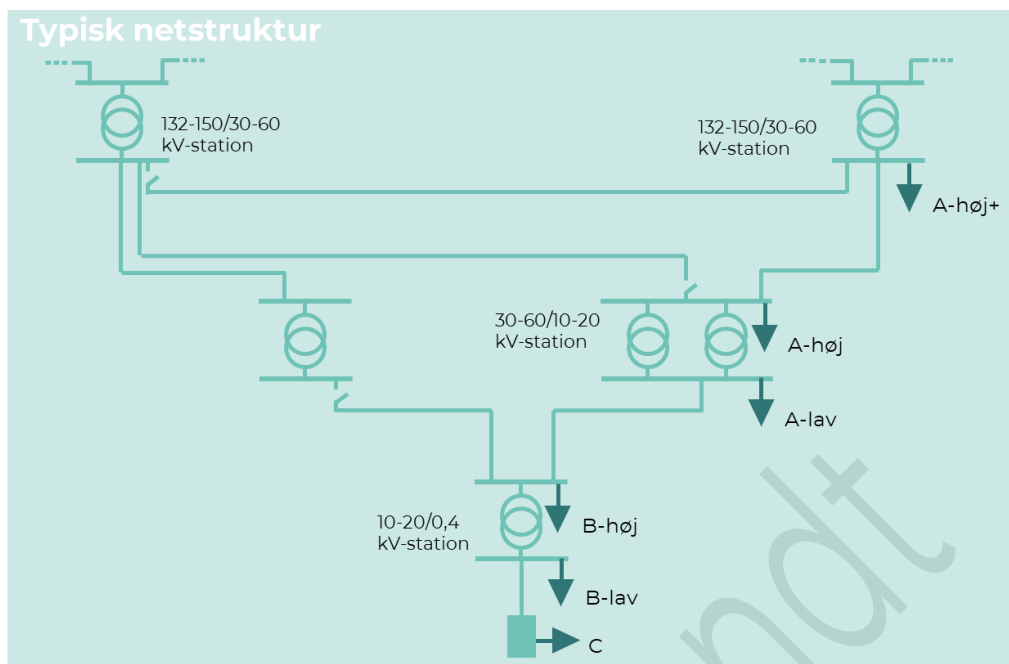 Typisk netstruktur
132-150/30-60
kV-station
132-150/30-60
kV-station
A-høj+
30-60/10-20
kV-station
A-høj
A-lav
10-20/0,4
kV-station
B-høj
B-lav
C
ndt